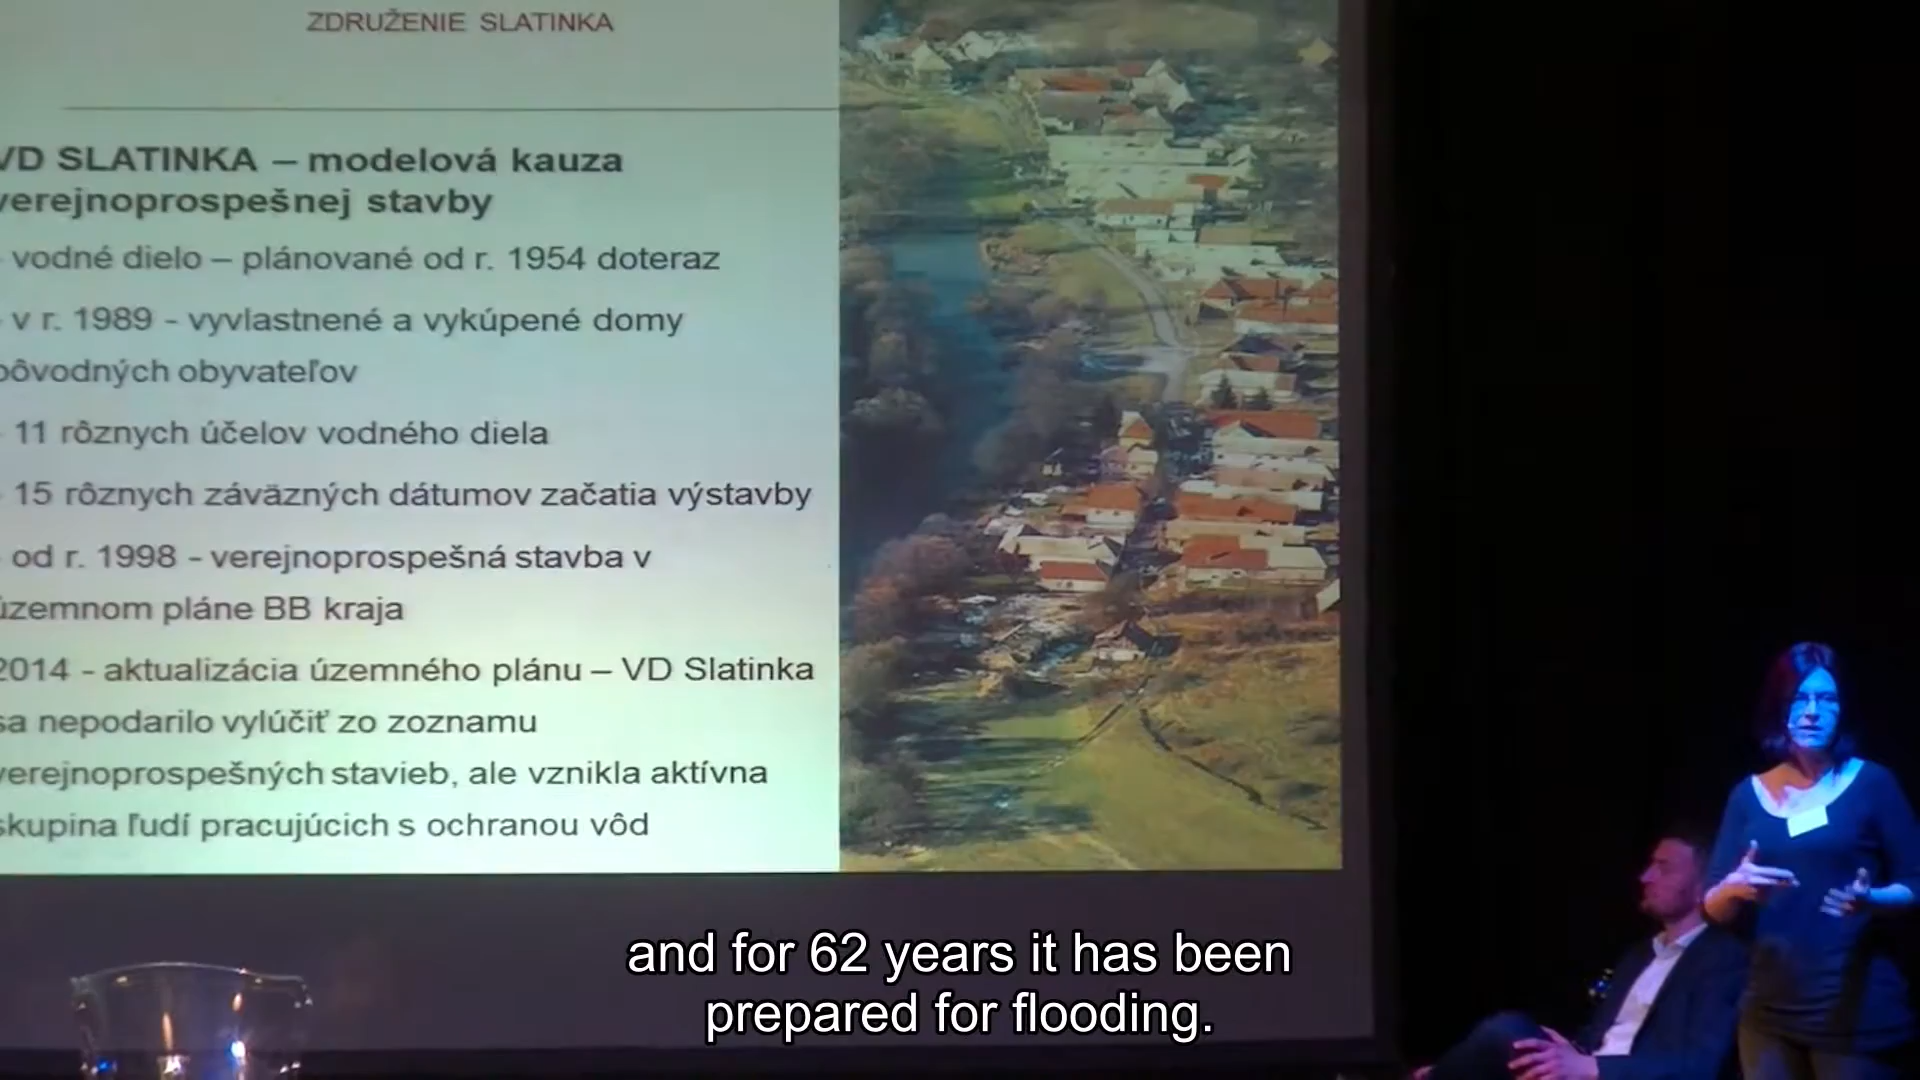 ZDRUŽENIE SLATINKA
VD SLATINKA – modelová kauza
verejnoprospešnej stavby
- vodné dielo – plánované od r. 1954 doteraz
- v r. 1989 - vyvlastnené a vykúpené domy
pôvodných obyvateľov
- 11 rôznych účelov vodného diela
- 15 rôznych záväzných dátumov začatia výstavby
- od r. 1998 - verejnoprospešná stavba v
územnom pláne BB kraja
2014 - aktualizácia územného plánu – VD Slatinka
sa nepodarilo vylúčiť zo zoznamu
verejnoprospešných stavieb, ale vznikla aktívna
skupina ľudí pracujúcich s ochranou vôd
and for 62 years it has been
prepared for flooding.